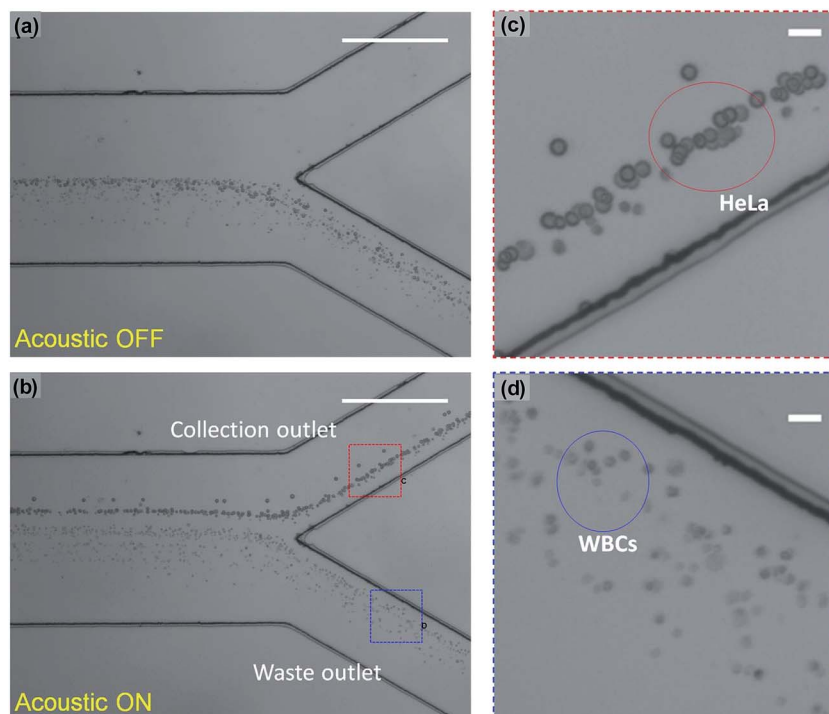 (a)
Acoustic OFF
(b)
Collection outlet
C
D
Waste outlet
Acoustic ON
(c)
HeLa
(d)
WBCs